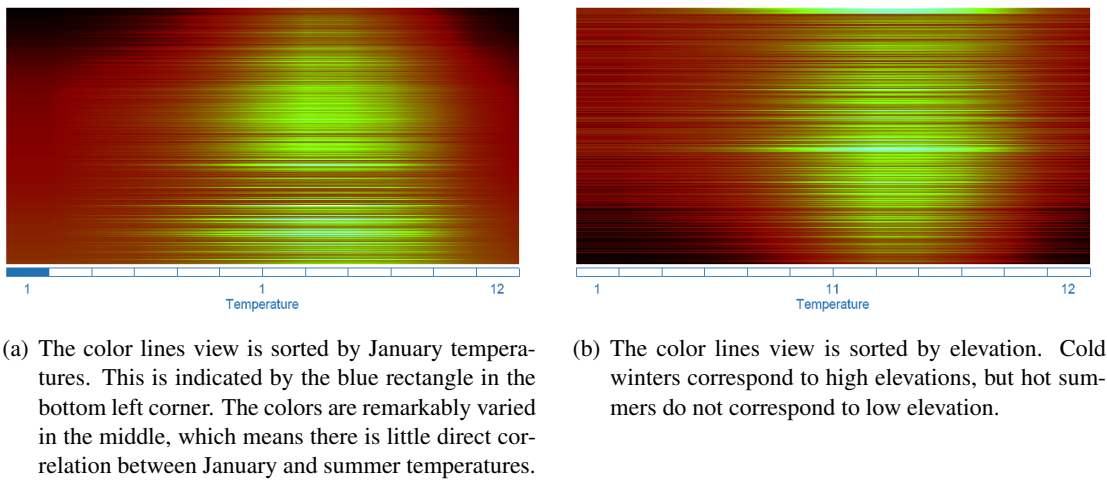 1 1 12
Temperature
1 11 12
Temperature
(a) The color lines view is sorted by January tempera-
tures. This is indicated by the blue rectangle in the
bottom left corner. The colors are remarkably varied
in the middle, which means there is little direct cor-
relation between January and summer temperatures.
(b) The color lines view is sorted by elevation. Cold
winters correspond to high elevations, but hot sum-
mers do not correspond to low elevation.